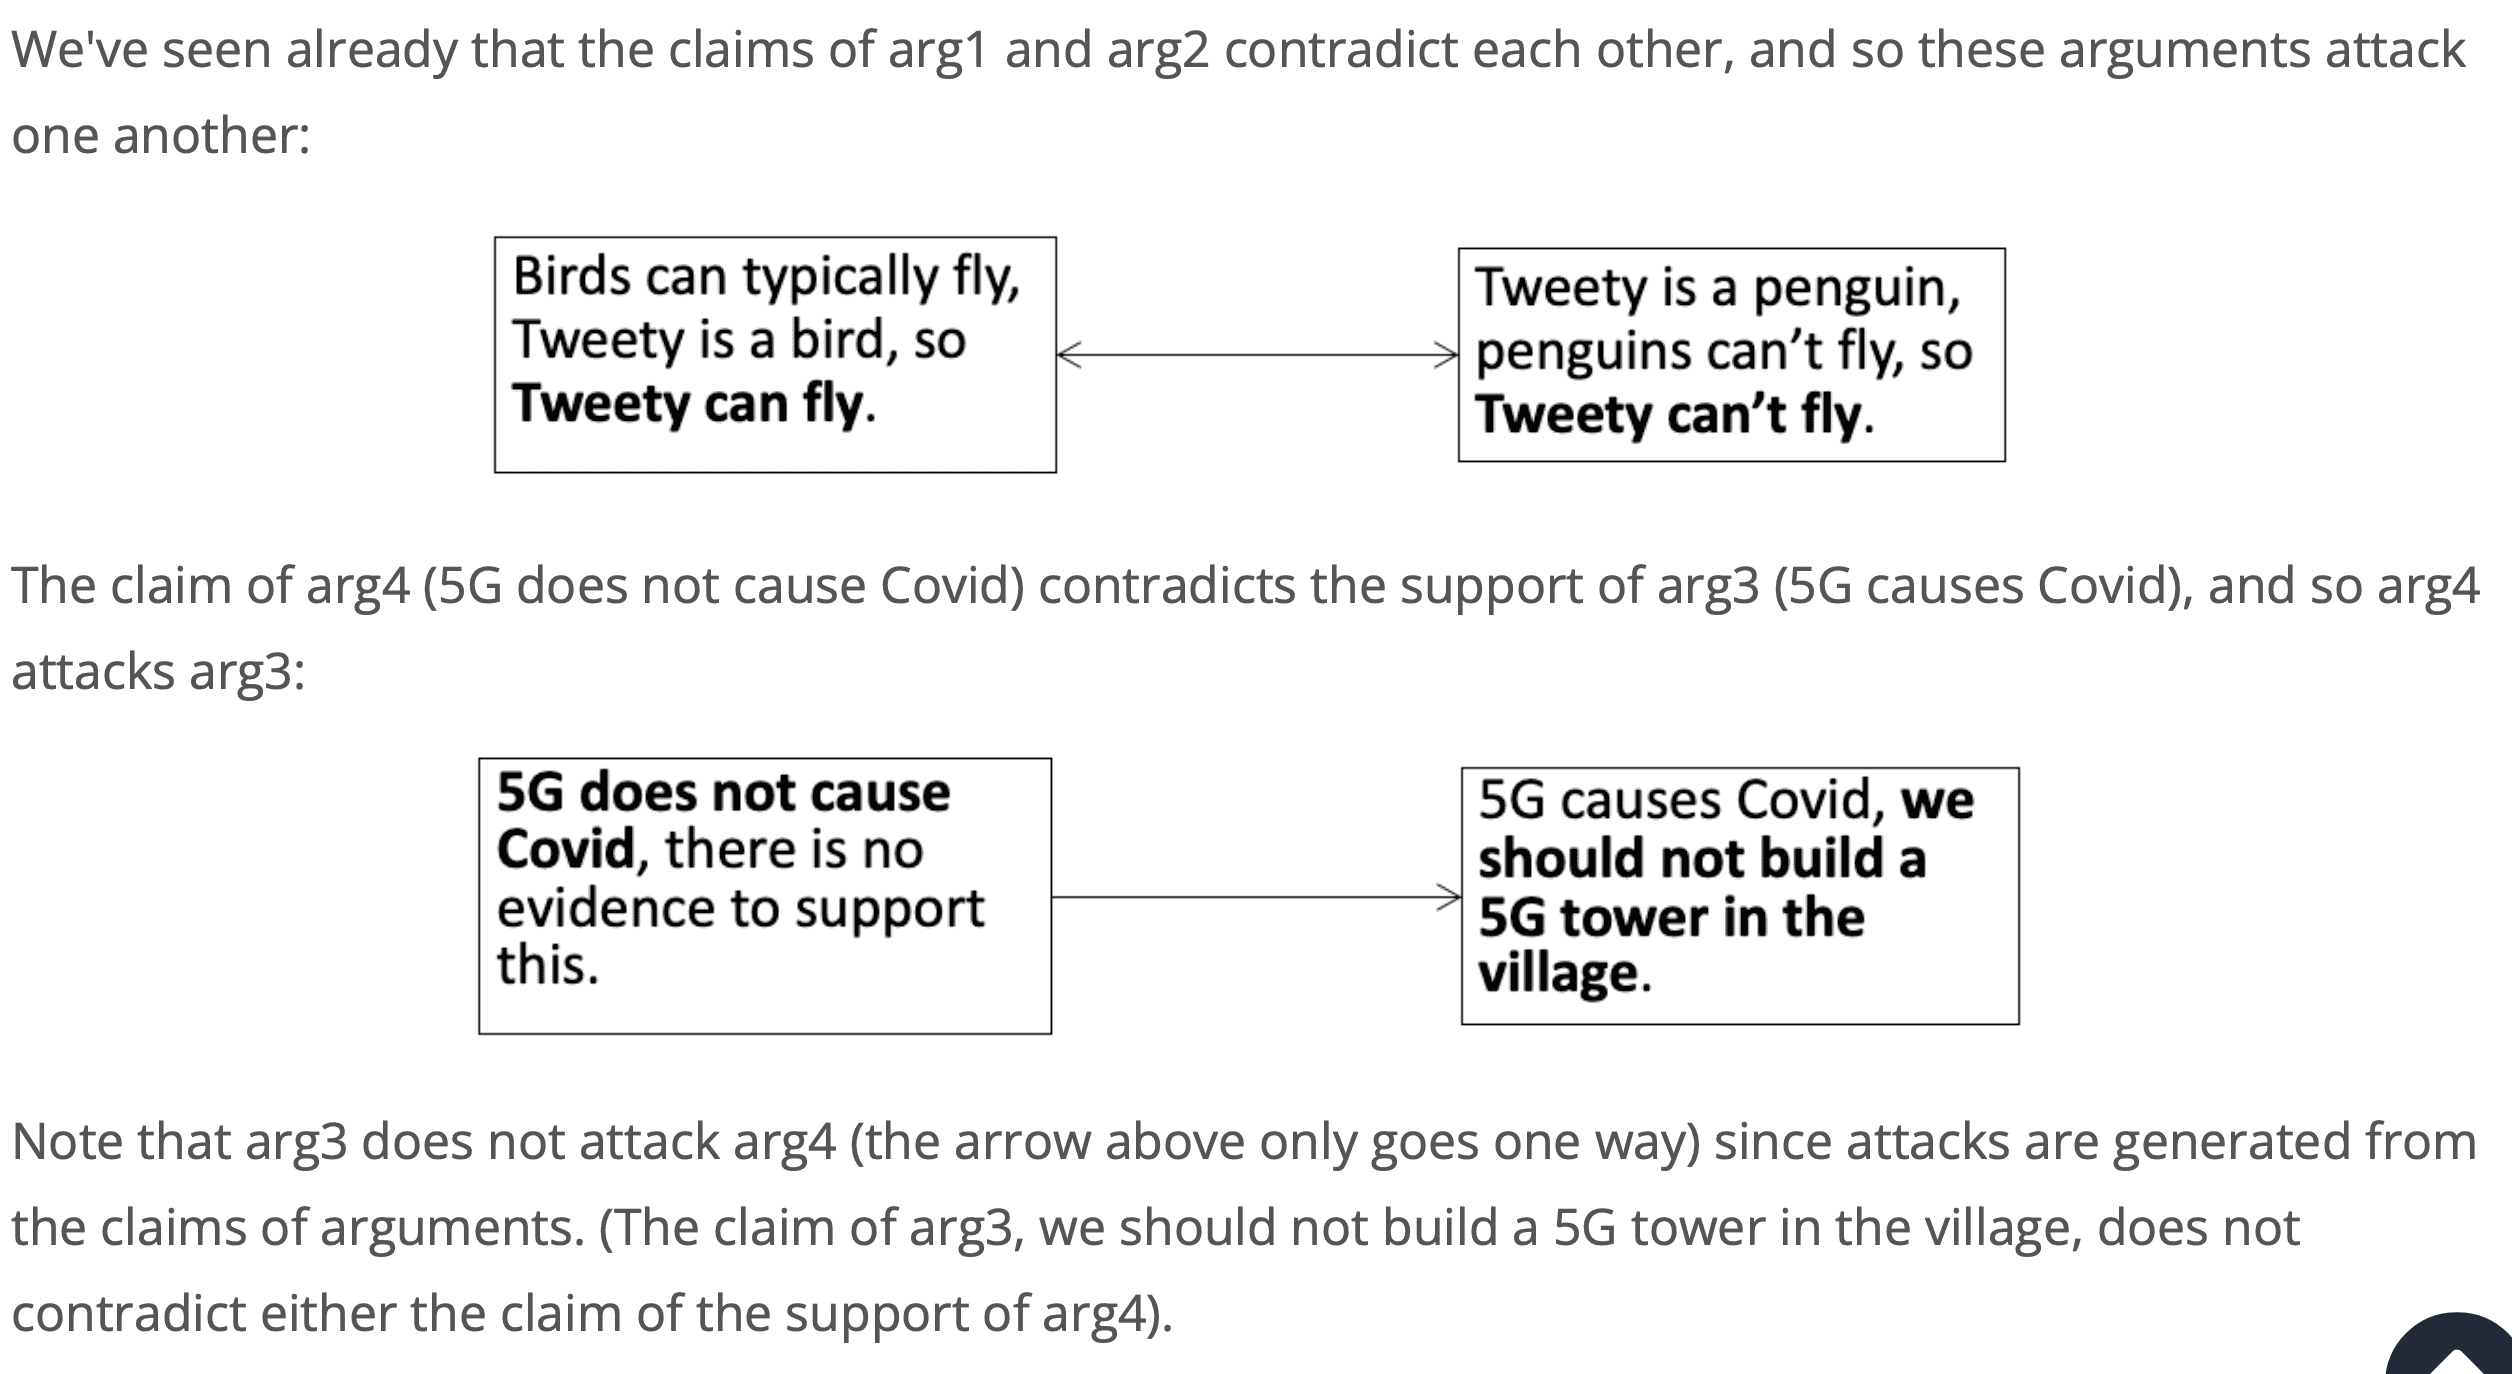 We've seen already that the claims of arg1 and arg2 contradict each other, and so these arguments attack
one another:
Birds can typically fly,
Tweety is a bird, so
Tweety can fly.
Tweety is a penguin,
penguins can’t fly, so
Tweety can’t fly.
The claim of arg4 (5G does not cause Covid) contradicts the support of arg3 (5G causes Covid), and so arg4
attacks arg3:
5G does not cause
Covid, there is no
evidence to support
this.
5G causes Covid, we
should not build a
5G tower in the
village.
Note that arg3 does not attack arg4 (the arrow above only goes one way) since attacks are generated from
the claims of arguments. (The claim of arg3, we should not build a 5G tower in the village, does not
contradict either the claim of the support of arg4).